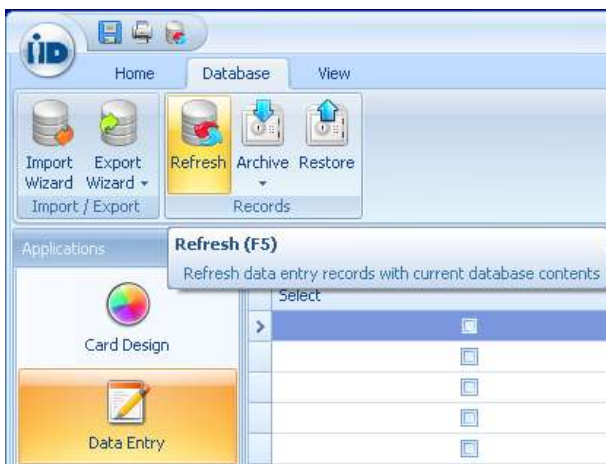 iID
Home Database View
Import Wizard Export Wizard Refresh Archive Restore
Import / Export Records
Applications
Refresh (F5)
Refresh data entry records with current database contents
Select
Card Design
Data Entry